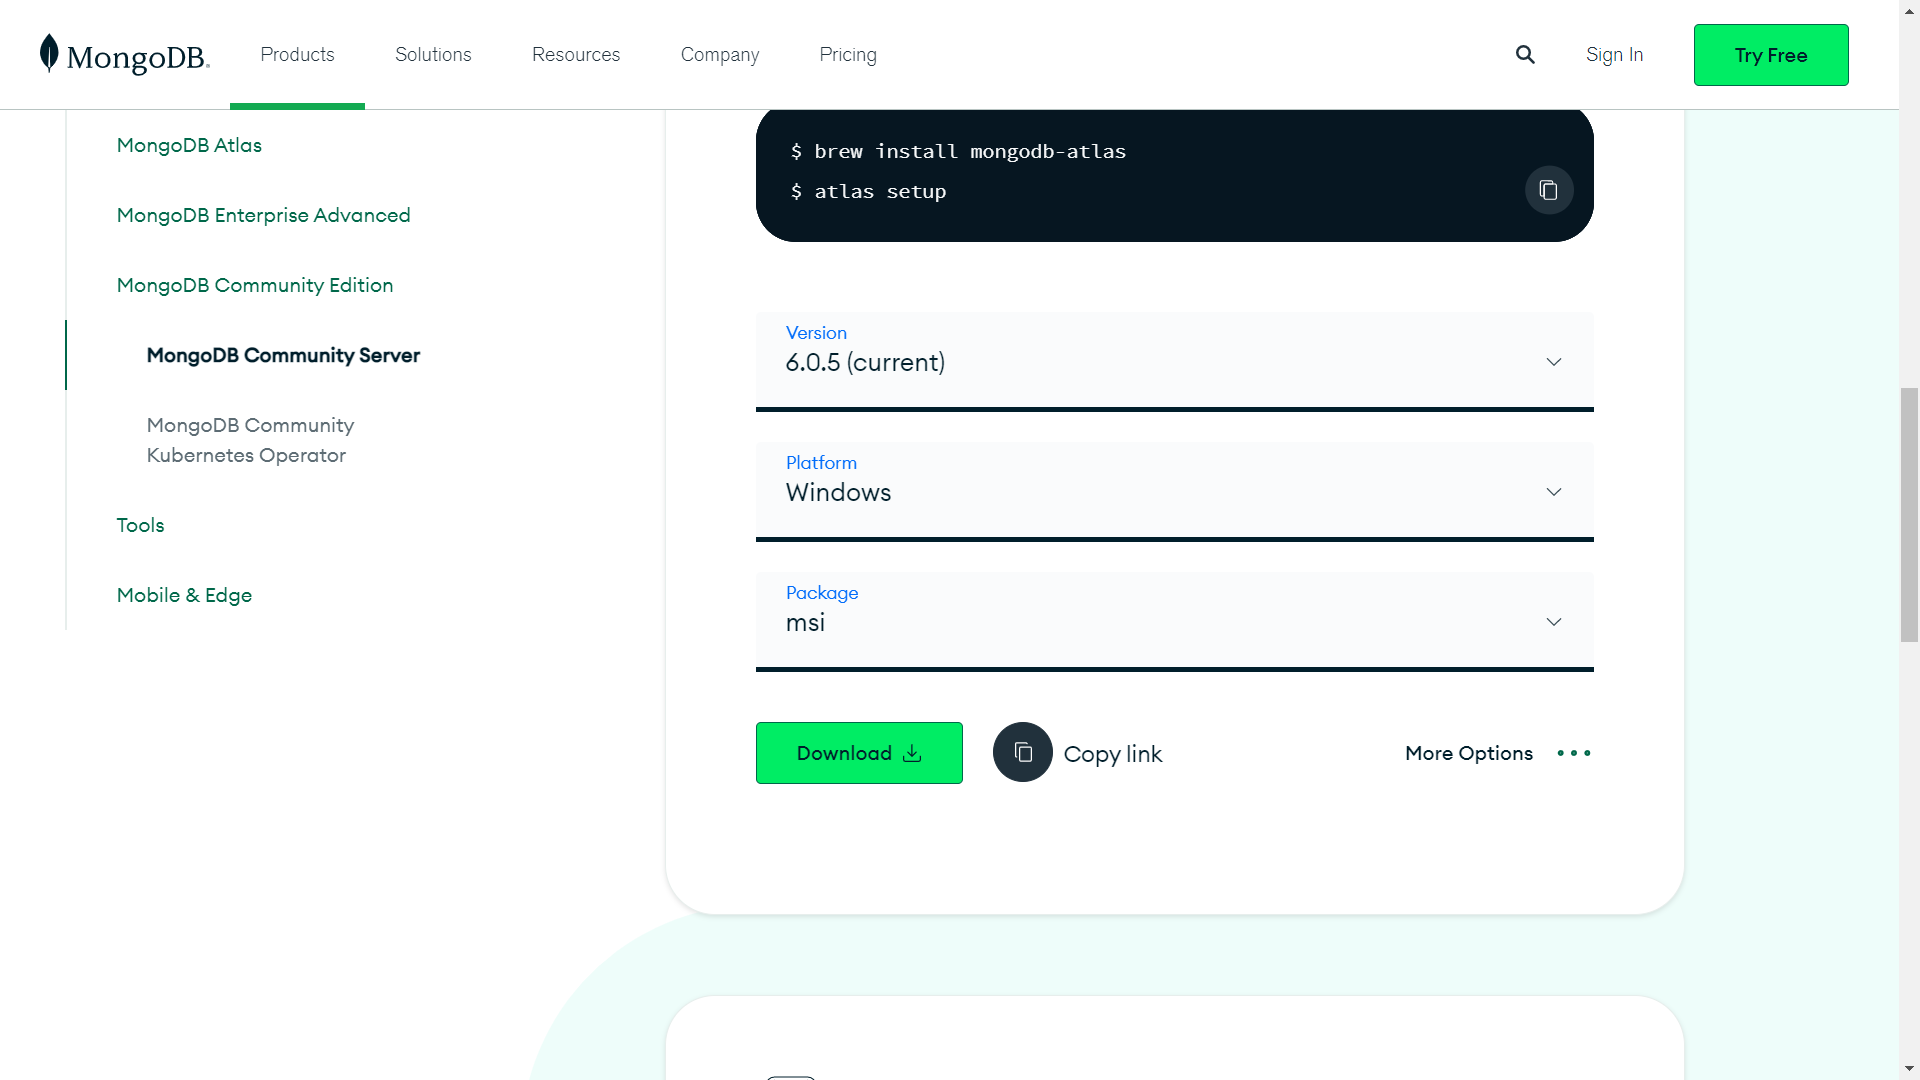 MongoDB.
Products
Solutions
Resources
Company
Pricing
Sign In
Try Free
MongoDB Atlas
MongoDB Enterprise Advanced
MongoDB Community Edition
MongoDB Community Server
MongoDB Community
Kubernetes Operator
Tools
Mobile & Edge
$ brew install mongodb-atlas
$ atlas setup
Version
6.0.5 (current)
Platform
Windows
Package
msi
Download
Copy link
More Options